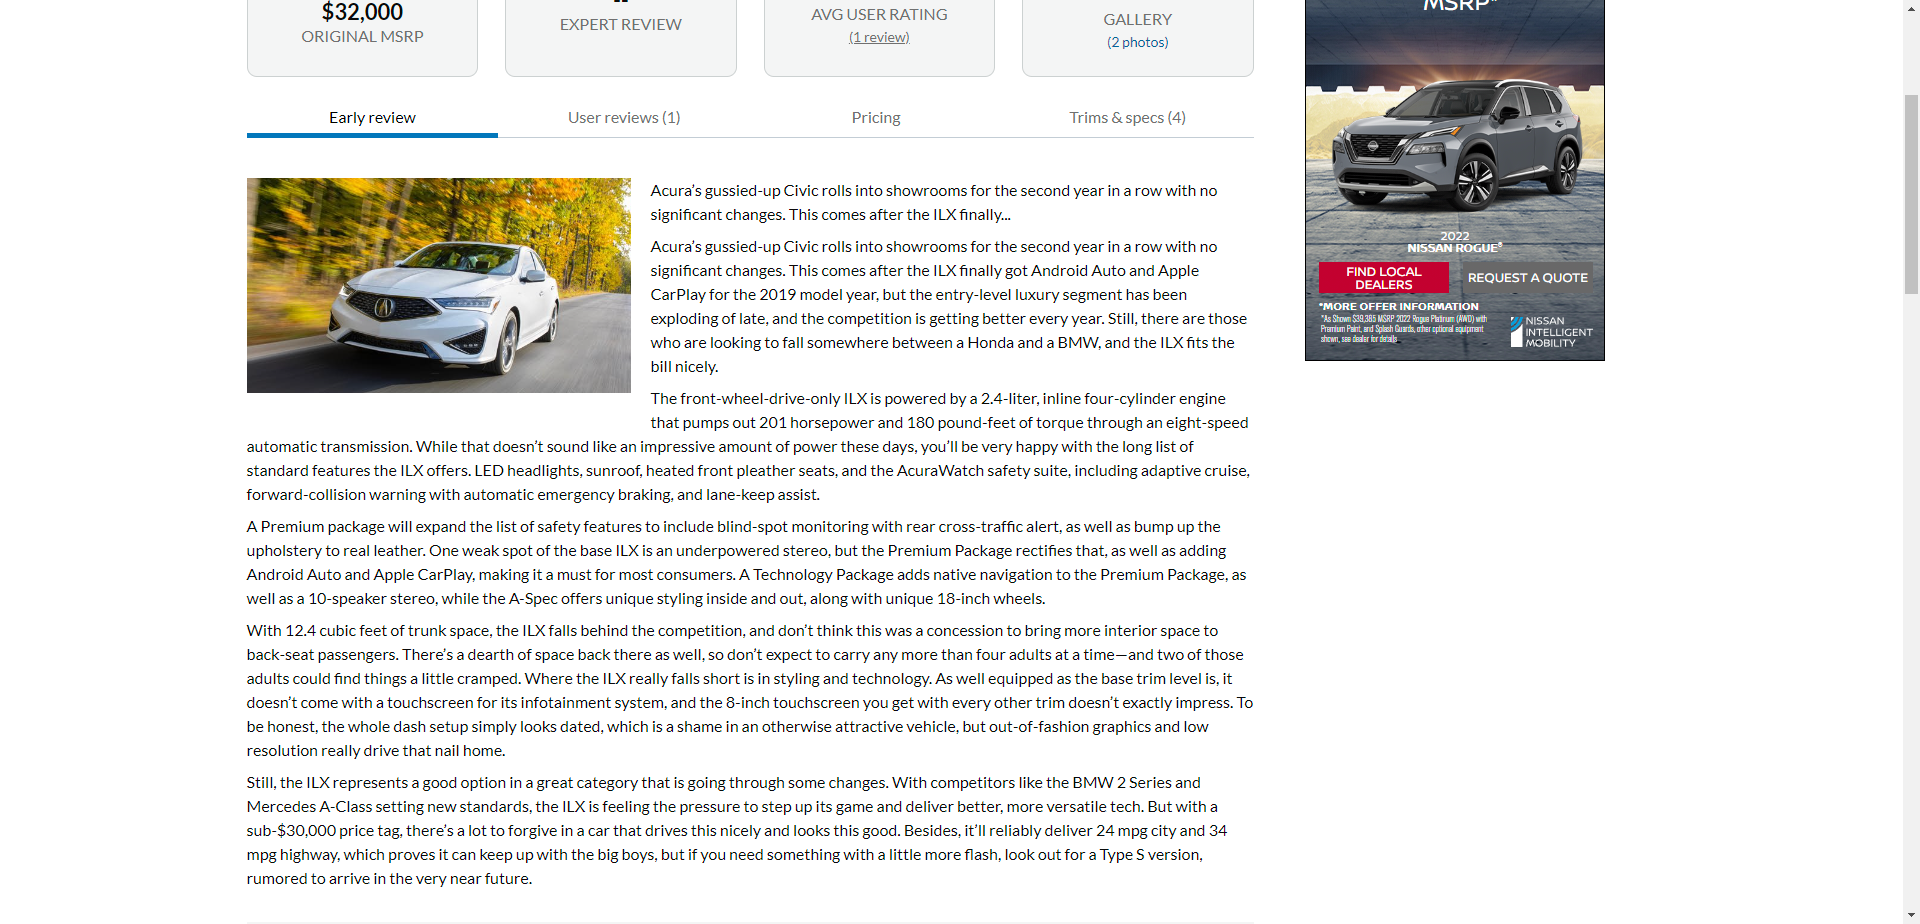 $32,000
ORIGINAL MSRP
EXPERT REVIEW
AVG USER RATING
(1 review)
GALLERY
(2 photos)
MSRP*
Early review
User reviews (1)
Pricing
Trims & specs (4)
Acura’s gussied-up Civic rolls into showrooms for the second year in a row with no
significant changes. This comes after the ILX finally...
Acura’s gussied-up Civic rolls into showrooms for the second year in a row with no
significant changes. This comes after the ILX finally got Android Auto and Apple
CarPlay for the 2019 model year, but the entry-level luxury segment has been
exploding of late, and the competition is getting better every year. Still, there are those
who are looking to fall somewhere between a Honda and a BMW, and the ILX fits the
bill nicely.
The front-wheel-drive-only ILX is powered by a 2.4-liter, inline four-cylinder engine
that pumps out 201 horsepower and 180 pound-feet of torque through an eight-speed
automatic transmission. While that doesn’t sound like an impressive amount of power these days, you’ll be very happy with the long list of
standard features the ILX offers. LED headlights, sunroof, heated front pleather seats, and the AcuraWatch safety suite, including adaptive cruise,
forward-collision warning with automatic emergency braking, and lane-keep assist.
A Premium package will expand the list of safety features to include blind-spot monitoring with rear cross-traffic alert, as well as bump up the
upholstery to real leather. One weak spot of the base ILX is an underpowered stereo, but the Premium Package rectifies that, as well as adding
Android Auto and Apple CarPlay, making it a must for most consumers. A Technology Package adds native navigation to the Premium Package, as
well as a 10-speaker stereo, while the A-Spec offers unique styling inside and out, along with unique 18-inch wheels.
With 12.4 cubic feet of trunk space, the ILX falls behind the competition, and don’t think this was a concession to bring more interior space to
back-seat passengers. There’s a dearth of space back there as well, so don’t expect to carry any more than four adults at a time—and two of those
adults could find things a little cramped. Where the ILX really falls short is in styling and technology. As well equipped as the base trim level is, it
doesn’t come with a touchscreen for its infotainment system, and the 8-inch touchscreen you get with every other trim doesn’t exactly impress. To
be honest, the whole dash setup simply looks dated, which is a shame in an otherwise attractive vehicle, but out-of-fashion graphics and low
resolution really drive that nail home.
Still, the ILX represents a good option in a great category that is going through some changes. With competitors like the BMW 2 Series and
Mercedes A-Class setting new standards, the ILX is feeling the pressure to step up its game and deliver better, more versatile tech. But with a
sub-$30,000 price tag, there’s a lot to forgive in a car that drives this nicely and looks this good. Besides, it’ll reliably deliver 24 mpg city and 34
mpg highway, which proves it can keep up with the big boys, but if you need something with a little more flash, look out for a Type S version,
rumored to arrive in the very near future.
2022
NISSAN ROGUE®
FIND LOCAL
DEALERS
REQUEST A QUOTE
*MORE OFFER INFORMATION
*As Shown $39,385 MSRP 2022 Rogue Platinum (AWD) with
Premium Paint, and Splash Guards, other optional equipment
shown, see dealer for details
NISSAN
INTELLIGENT
MOBILITY